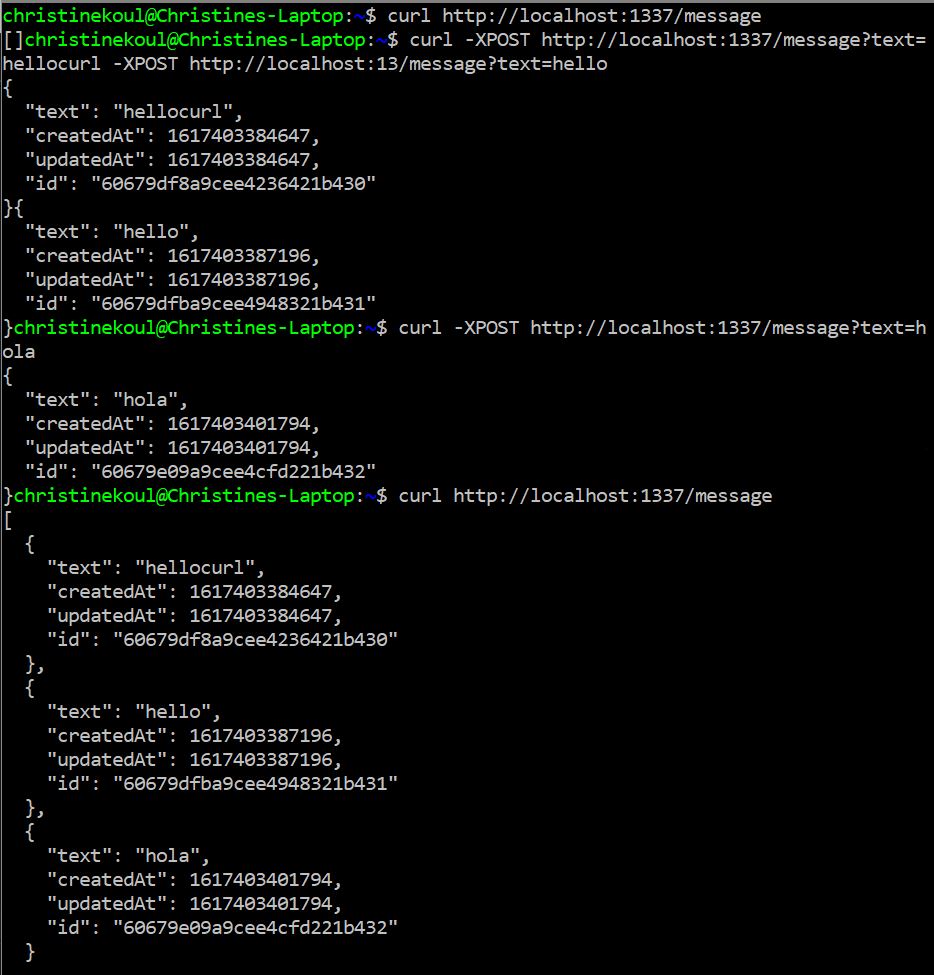 christinekoul@Christines-Laptop:~$ curl http://localhost:1337/message
[]christinekoul@Christines-Laptop:~$ curl -XPOST http://localhost:1337/message?text=
hellocurl -XPOST http://localhost:13/message?text=hello
{
  "text": "hellocurl",
  "createdAt": 1617403384647,
  "updatedAt": 1617403384647,
  "id": "60679df8a9cee4236421b430"
}{
  "text": "hello",
  "createdAt": 1617403387196,
  "updatedAt": 1617403387196,
  "id": "60679dfba9cee4948321b431"
}christinekoul@Christines-Laptop:~$ curl -XPOST http://localhost:1337/message?text=h
ola
{
  "text": "hola",
  "createdAt": 1617403401794,
  "updatedAt": 1617403401794,
  "id": "60679e09a9cee4cfd221b432"
}christinekoul@Christines-Laptop:~$ curl http://localhost:1337/message
[
  {
    "text": "hellocurl",
    "createdAt": 1617403384647,
    "updatedAt": 1617403384647,
    "id": "60679df8a9cee4236421b430"
  },
  {
    "text": "hello",
    "createdAt": 1617403387196,
    "updatedAt": 1617403387196,
    "id": "60679dfba9cee4948321b431"
  },
  {
    "text": "hola",
    "createdAt": 1617403401794,
    "updatedAt": 1617403401794,
    "id": "60679e09a9cee4cfd221b432"
  }